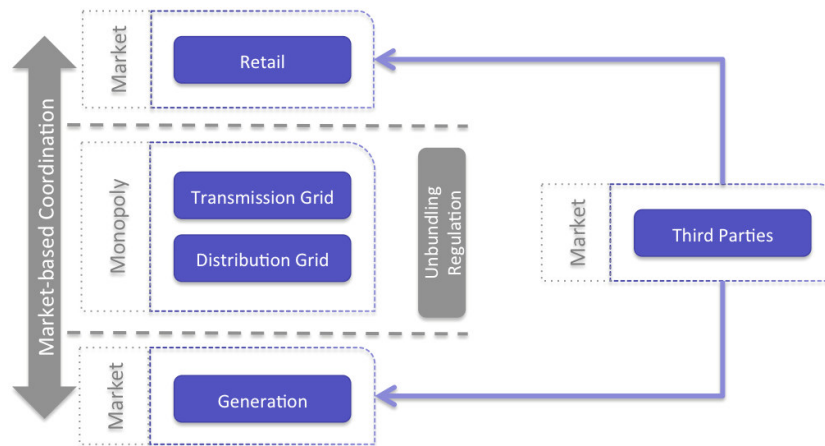 Market-based Coordination
Market
Retail
Monopoly
Transmission Grid
Distribution Grid
Unbundling
Regulation
Market
Third Parties
Market
Generation